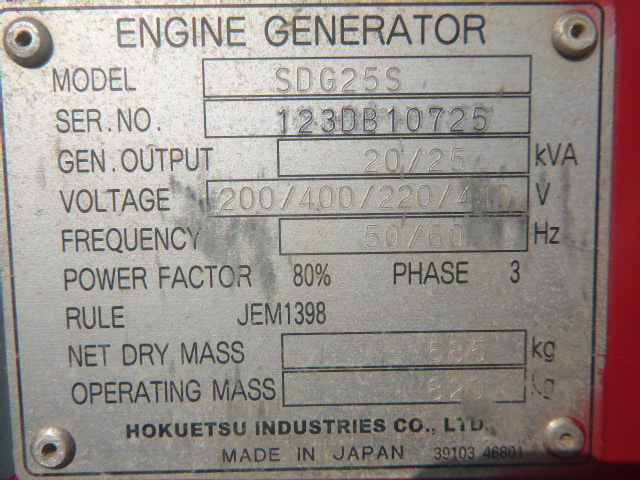 ENGINE GENERATOR
MODEL SDG25S
SER.NO. 123DB10725
GEN.OUTPUT 20/25 kVA
VOLTAGE 200/400/220/440 V
FREQUENCY 50/60 Hz
POWER FACTOR 80% PHASE 3
RULE JEM1398
NET DRY MASS kg
OPERATING MASS kg
HOKUETSU INDUSTRIES CO., LTD.
MADE IN JAPAN 39103 46801